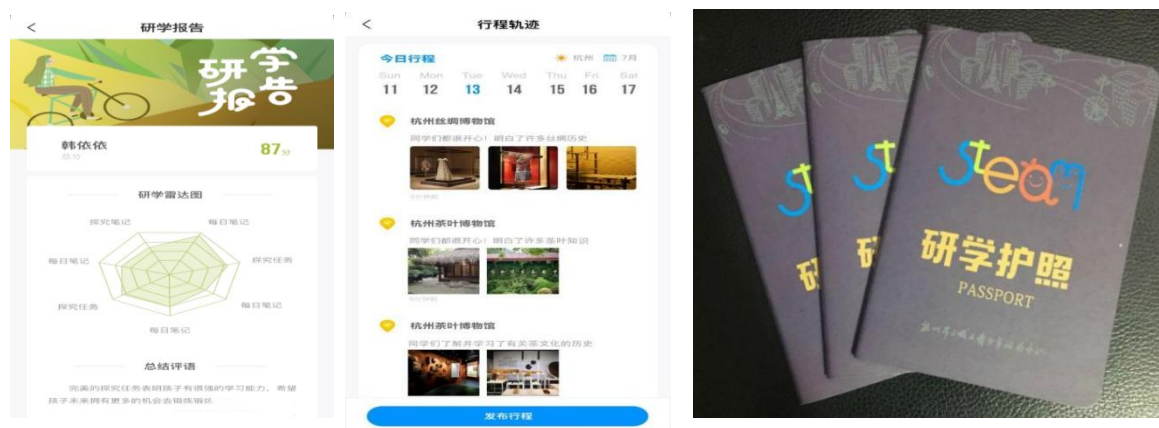 研学报告
研学
报告
韩依依
总分
87分
研学雷达图
探究笔记
每日笔记
每日笔记
探究任务
探究任务
每日笔记
每日笔记
总结评语
完美的探究任务表明孩子有很强的学习能力，希望
孩子未来拥有更多的机会去锻炼锻炼
行程轨迹
今日行程
杭州 7月
Sun Mon Tue Wed Thu Fri Sat
11 12 13 14 15 16 17
杭州丝绸博物馆
同学们都很开心！明白了许多丝绸历史
杭州茶叶博物馆
同学们都很开心！明白了许多茶叶知识
杭州茶叶博物馆
同学们了解并学习了有关茶文化的历史
发布行程
St
研
St
研
Steam
研学护照
PASSPORT